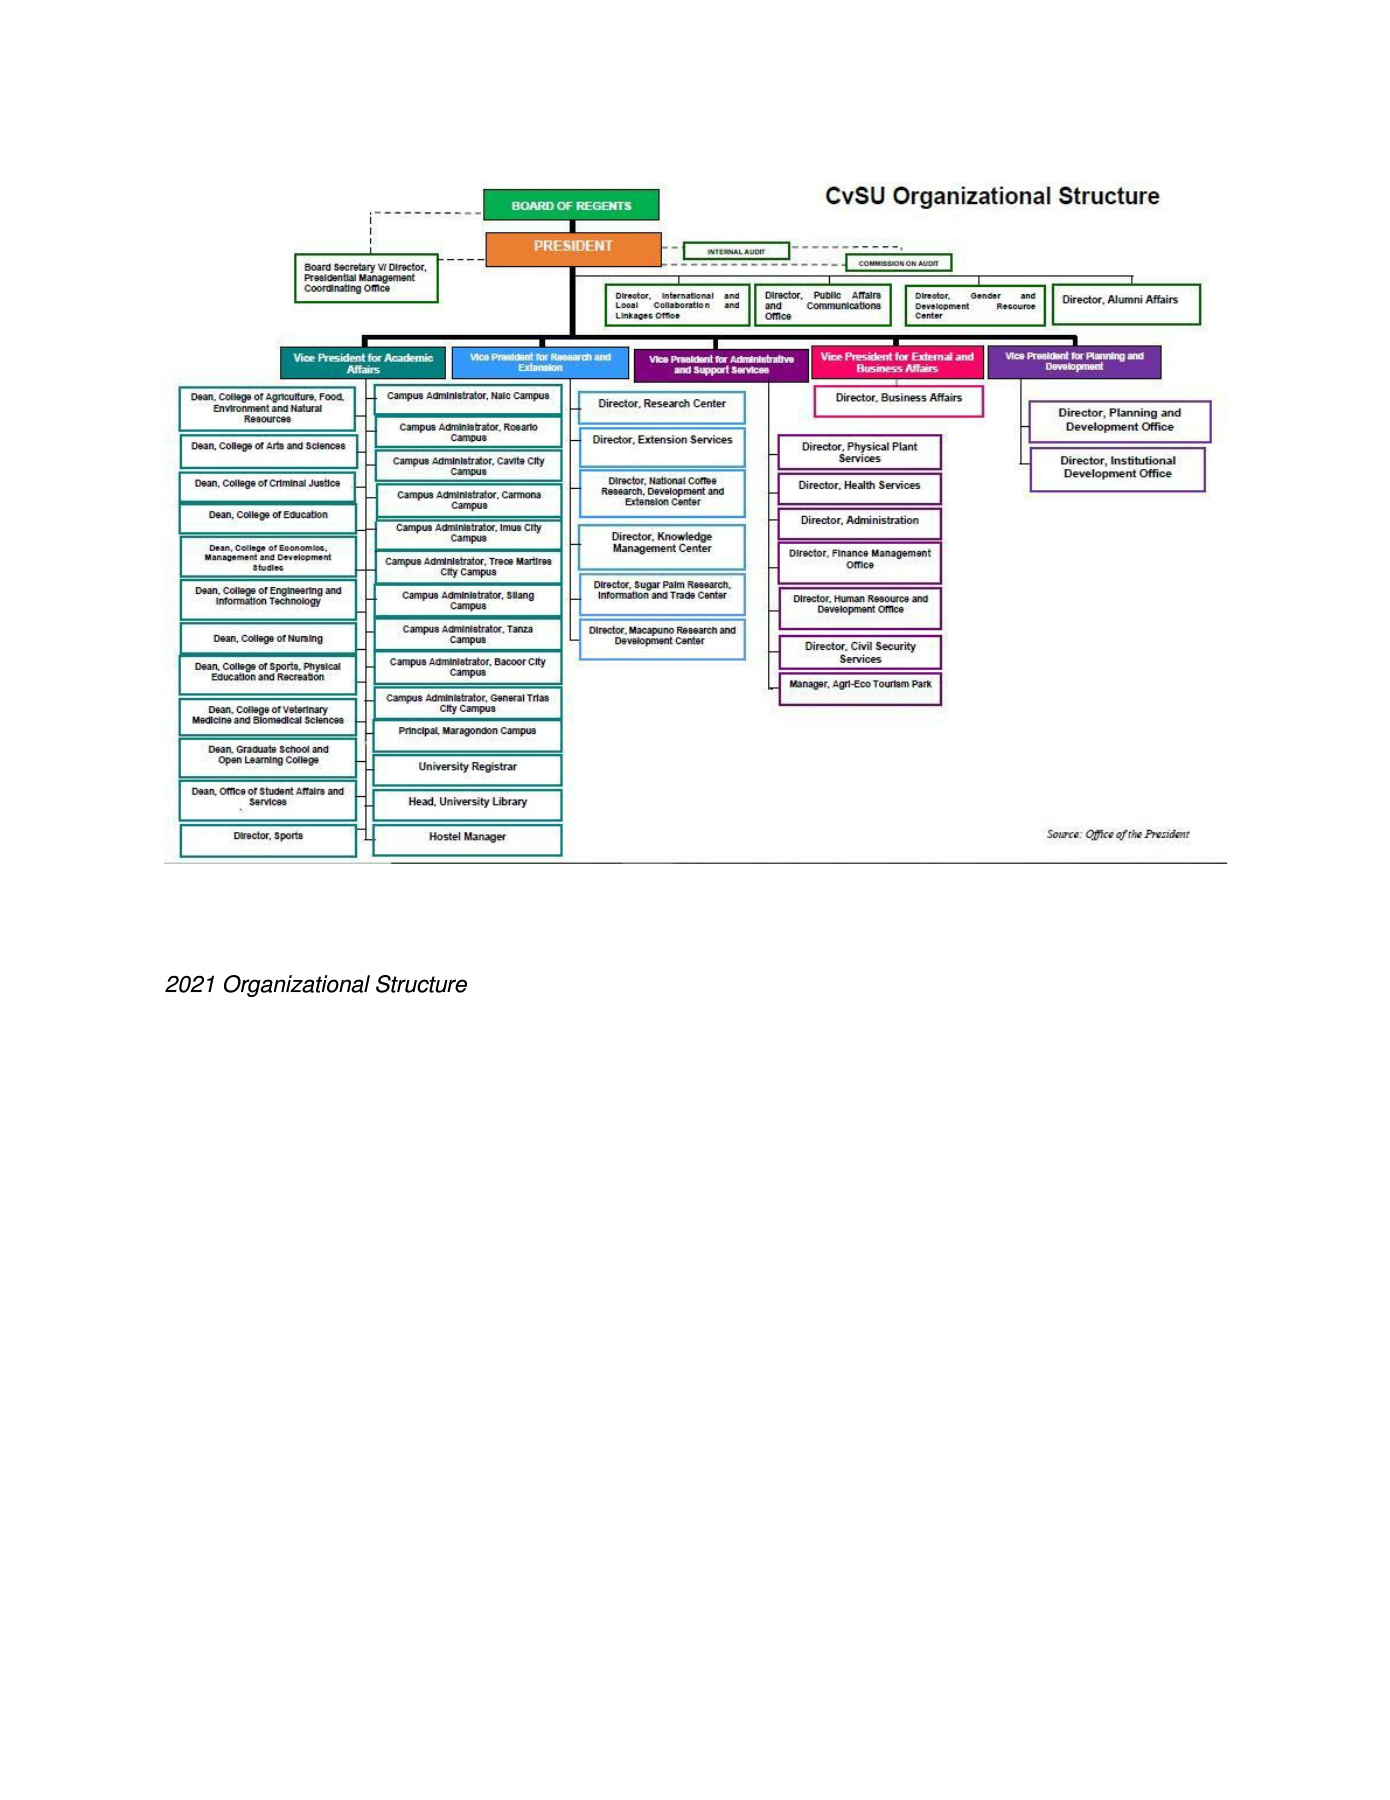 CvSU Organizational Structure
BOARD OF REGENTS
PRESIDENT
INTERNAL AUDIT
COMMISSION ON AUDIT
Board Secretary V/ Director,
Presidential Management
Coordinating Office
Director, International and
Local Collaboration and
Linkages Office
Director, Public Affairs
and Communications
Office
Director, Gender and
Development Resource
Center
Director, Alumni Affairs
Vice President for Academic
Affairs
Vice President for Research and
Extension
Vice President for Administrative
and Support Services
Vice President for External and
Business Affairs
Vice President for Planning and
Development
Dean, College of Agriculture, Food,
Environment and Natural
Resources
Dean, College of Arts and Sciences
Dean, College of Criminal Justice
Dean, College of Education
Dean, College of Economics,
Management and Development
Studies
Dean, College of Engineering and
Information Technology
Dean, College of Nursing
Dean, College of Sports, Physical
Education and Recreation
Dean, College of Veterinary
Medicine and Biomedical Sciences
Dean, Graduate School and
Open Learning College
Dean, Office of Student Affairs and
Services
Director, Sports
Campus Administrator, Naic Campus
Campus Administrator, Rosario
Campus
Campus Administrator, Cavite City
Campus
Campus Administrator, Carmona
Campus
Campus Administrator, Imus City
Campus
Campus Administrator, Trece Martires
City Campus
Campus Administrator, Silang
Campus
Campus Administrator, Tanza
Campus
Campus Administrator, Bacoor City
Campus
Campus Administrator, General Trias
City Campus
Principal, Maragondon Campus
University Registrar
Head, University Library
Hostel Manager
Director, Research Center
Director, Extension Services
Director, National Coffee
Research, Development and
Extension Center
Director, Knowledge
Management Center
Director, Sugar Palm Research,
Information and Trade Center
Director, Macapuno Research and
Development Center
Director, Physical Plant
Services
Director, Health Services
Director, Administration
Director, Finance Management
Office
Director, Human Resource and
Development Office
Director, Civil Security
Services
Manager, Agri-Eco Tourism Park
Director, Business Affairs
Director, Planning and
Development Office
Director, Institutional
Development Office
Source: Office of the President
2021 Organizational Structure